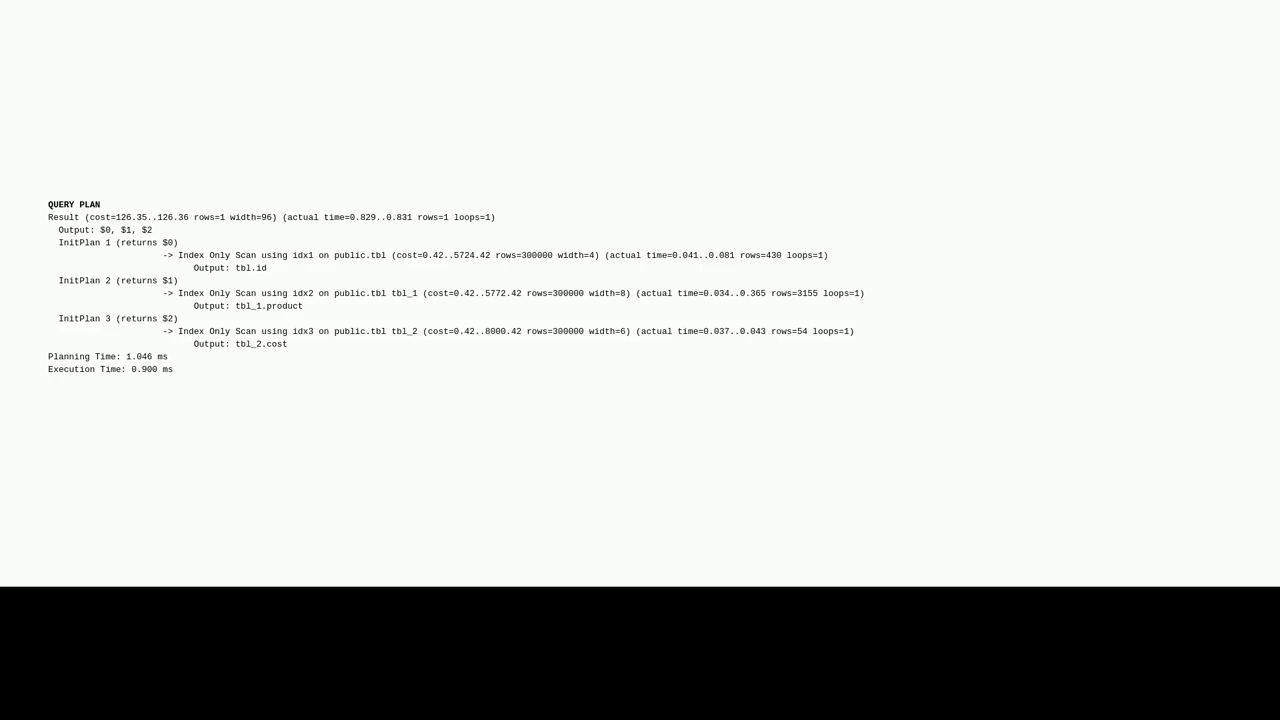 QUERY PLAN
Result (cost=126.35..126.36 rows=1 width=96) (actual time=0.829..0.831 rows=1 loops=1)
Output: $0, $1, $2
InitPlan 1 (returns $0)
-> Index Only Scan using idx1 on public.tbl (cost=0.42..5724.42 rows=300000 width=4) (actual time=0.041..0.081 rows=430 loops=1)
Output: tbl.id
InitPlan 2 (returns $1)
-> Index Only Scan using idx2 on public.tbl tbl_1 (cost=0.42..5772.42 rows=300000 width=8) (actual time=0.034..0.365 rows=3155 loops=1)
Output: tbl_1.product
InitPlan 3 (returns $2)
-> Index Only Scan using idx3 on public.tbl tbl_2 (cost=0.42..8000.42 rows=300000 width=6) (actual time=0.037..0.043 rows=54 loops=1)
Output: tbl_2.cost
Planning Time: 1.046 ms
Execution Time: 0.900 ms